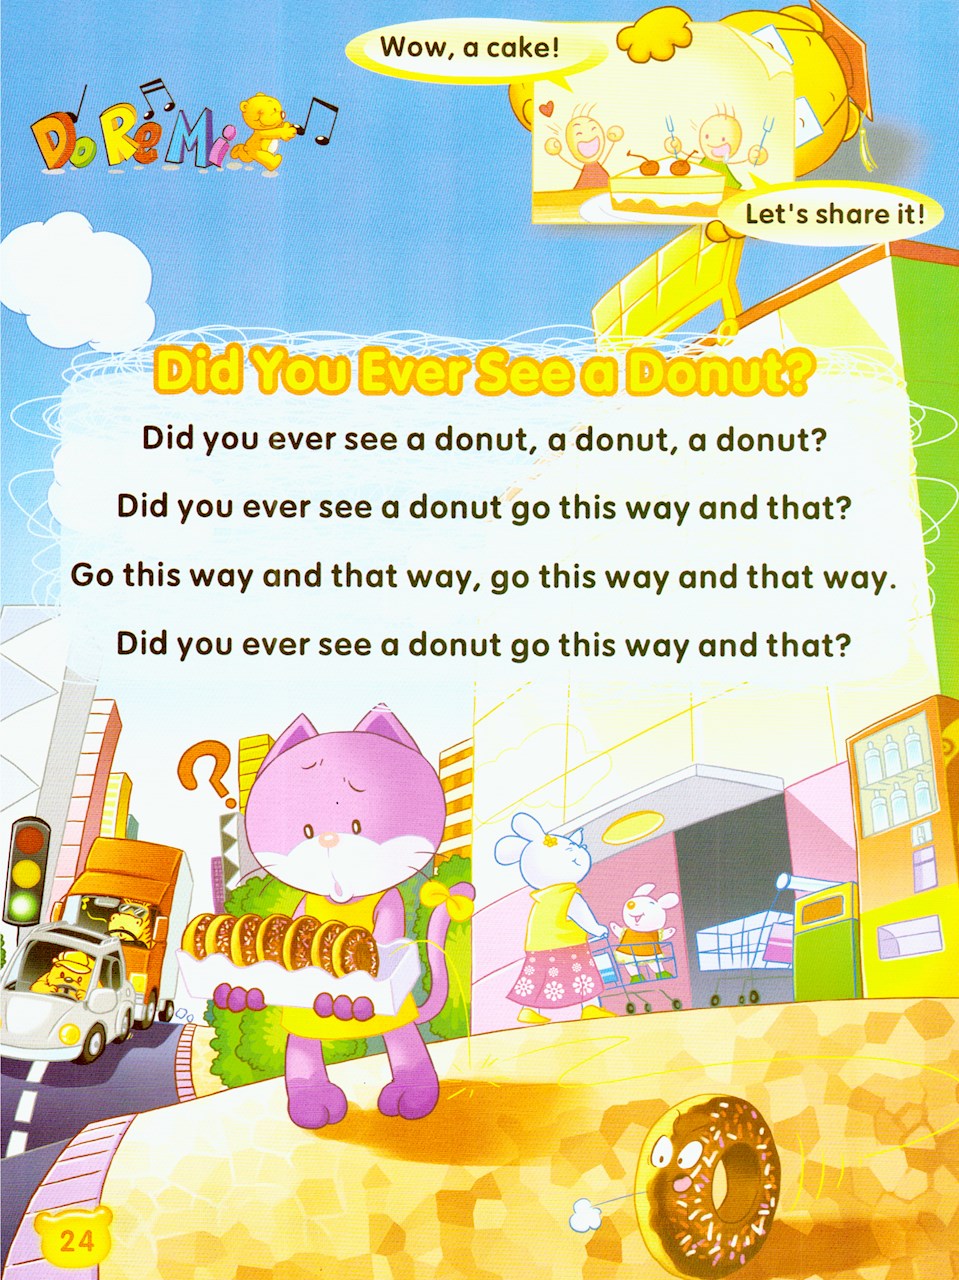 Wow, a cake!
Do Re Mi
Let's share it!
Did You Ever See a Donut?
Did you ever see a donut, a donut, a donut?
Did you ever see a donut go this way and that?
Go this way and that way, go this way and that way.
Did you ever see a donut go this way and that?
?
24